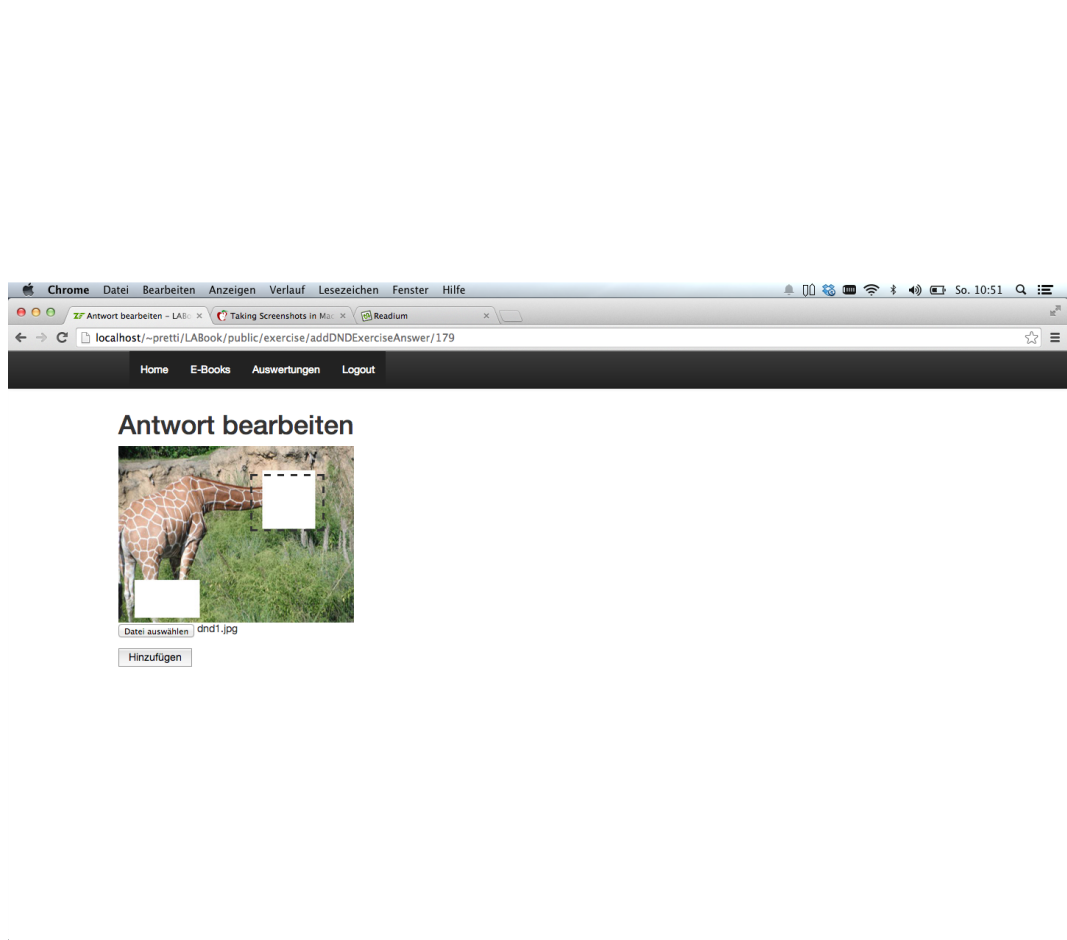 Chrome Datei Bearbeiten Anzeigen Verlauf Lesezeichen Fenster Hilfe So. 10:51
ZF Antwort bearbeiten – LABo Taking Screenshots in Mac Readium
localhost/~pretti/LABook/public/exercise/addDNDExerciseAnswer/179
Home E-Books Auswertungen Logout
Antwort bearbeiten
Datei auswählen dnd1.jpg
Hinzufügen